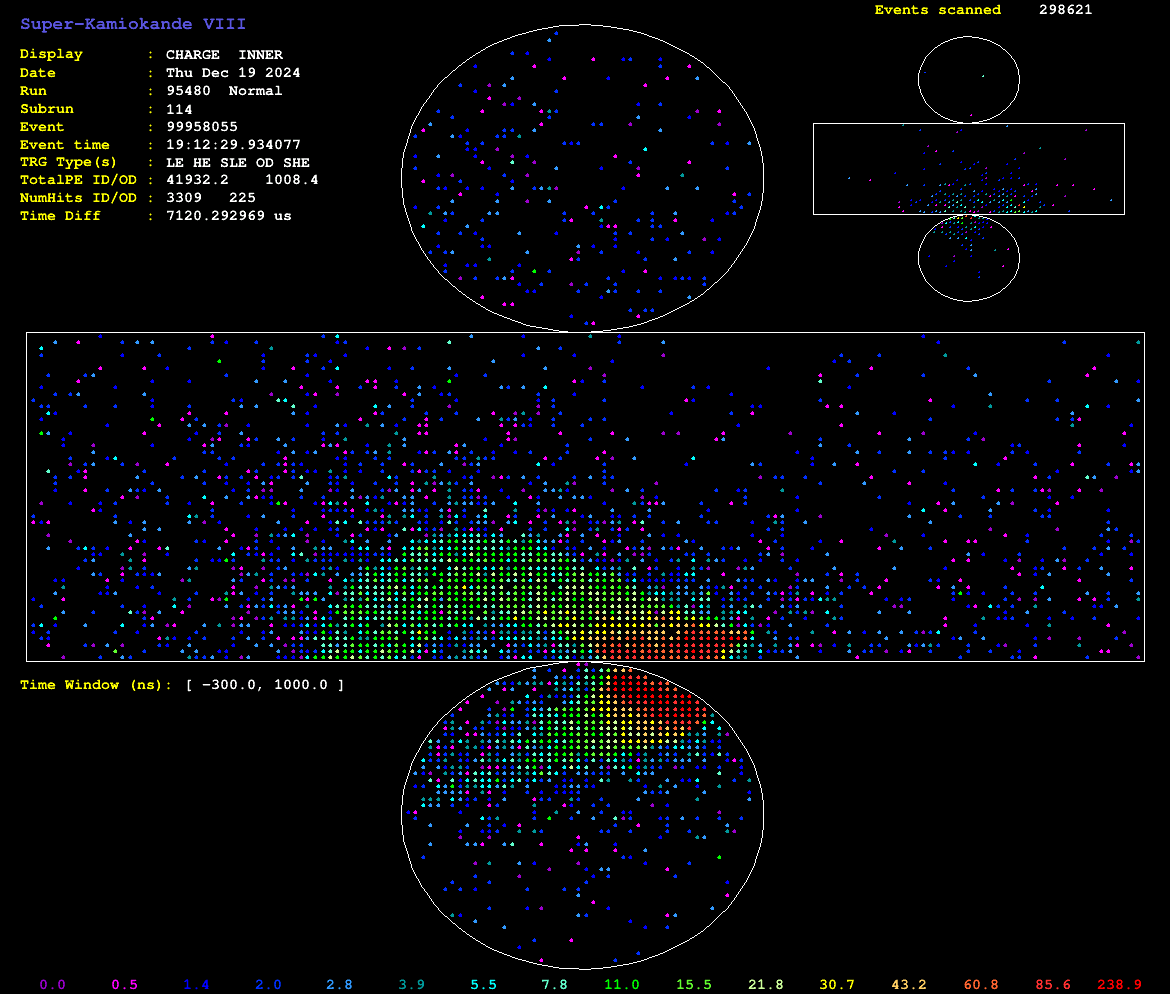 Super-Kamiokande VIII
Events scanned 298621
Display : CHARGE INNER
Date : Thu Dec 19 2024
Run : 95480 Normal
Subrun : 114
Event : 99958055
Event time : 19:12:29.934077
TRG Type(s) : LE HE SLE OD SHE
TotalPE ID/OD : 41932.2 1008.4
NumHits ID/OD : 3309 225
Time Diff : 7120.292969 us
Time Window (ns): [ −300.0, 1000.0 ]
0.0 0.5 1.4 2.0 2.8 3.9 5.5 7.8 11.0 15.5 21.8 30.7 43.2 60.8 85.6 238.9